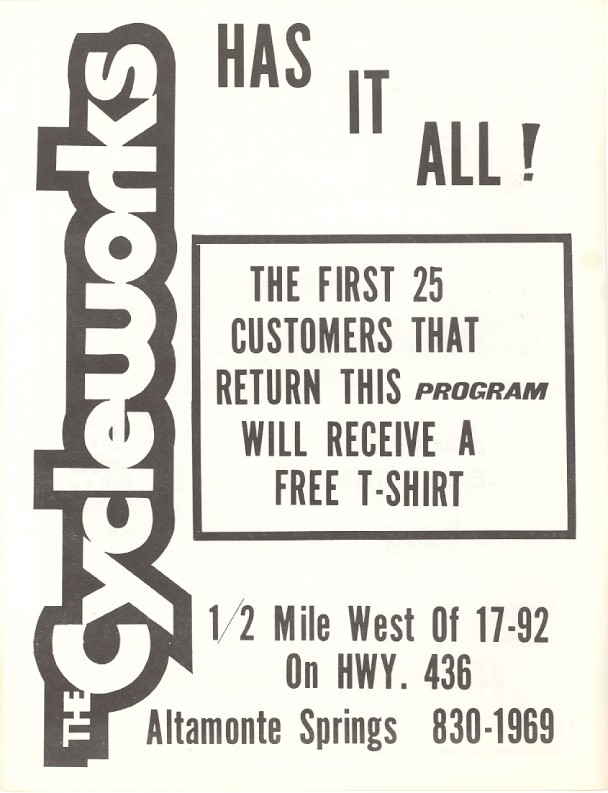 THE Cycleworks
HAS
IT
ALL!
THE FIRST 25
CUSTOMERS THAT
RETURN THIS PROGRAM
WILL RECEIVE A
FREE T-SHIRT
1/2 Mile West Of 17-92
On HWY. 436
Altamonte Springs 830-1969